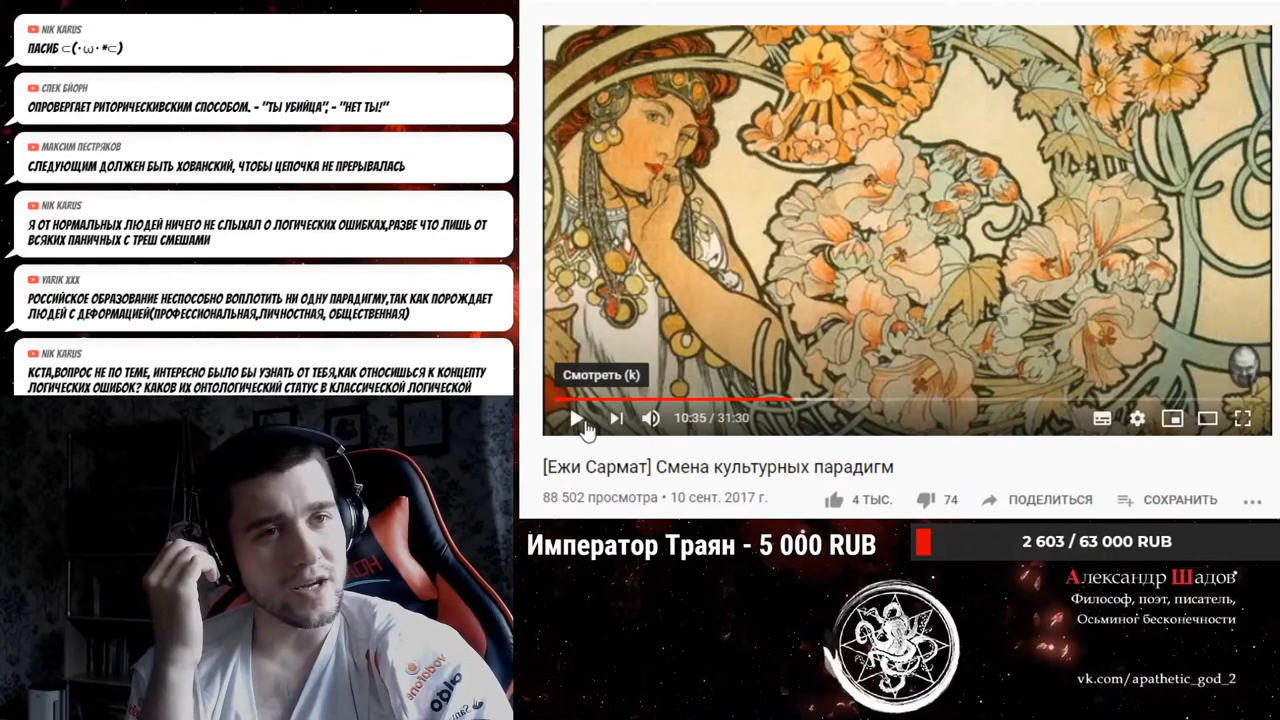 NIK KARUS
ПАСИБ ⊂(･ω･*⊂)
СПЕК БЙОРН
ОПРОВЕРГАЕТ РИТОРИЧЕСКИВСКИМ СПОСОБОМ. - "ТЫ УБИЙЦА", - "НЕТ ТЫ!"
МАКСИМ ПЕСТРЯКОВ
СЛЕДУЮЩИМ ДОЛЖЕН БЫТЬ ХОВАНСКИЙ, ЧТОБЫ ЦЕПОЧКА НЕ ПРЕРЫВАЛАСЬ
NIK KARUS
Я ОТ НОРМАЛЬНЫХ ЛЮДЕЙ НИЧЕГО НЕ СЛЫХАЛ О ЛОГИЧЕСКИХ ОШИБКАХ,РАЗВЕ ЧТО ЛИШЬ ОТ
ВСЯКИХ ПАНИЧНЫХ С ТРЕШ СМЕШАМИ
YARIK XXX
РОССИЙСКОЕ ОБРАЗОВАНИЕ НЕСПОСОБНО ВОПЛОТИТЬ НИ ОДНУ ПАРАДИГМУ,ТАК КАК ПОРОЖДАЕТ
ЛЮДЕЙ С ДЕФОРМАЦИЕЙ(ПРОФЕССИОНАЛЬНАЯ,ЛИЧНОСТНАЯ, ОБЩЕСТВЕННАЯ)
NIK KARUS
КСТА,ВОПРОС НЕ ПО ТЕМЕ, ИНТЕРЕСНО БЫЛО БЫ УЗНАТЬ ОТ ТЕБЯ,КАК ОТНОСИШЬСЯ К КОНЦЕПТУ
ЛОГИЧЕСКИХ ОШИБОК? КАКОВ ИХ ОНТОЛОГИЧЕСКИЙ СТАТУС В КЛАССИЧЕСКОЙ ЛОГИЧЕСКОЙ
Смотреть (k)
10:35 / 31:30
[Ежи Сармат] Смена культурных парадигм
88 502 просмотра • 10 сент. 2017 г.
4 ТЫС.
74
ПОДЕЛИТЬСЯ
СОХРАНИТЬ
Император Траян - 5 000 RUB
2 603 / 63 000 RUB
Александр Шадов
Философ, поэт, писатель,
Осьминог бесконечности
vk.com/apathetic_god_2
vodafone